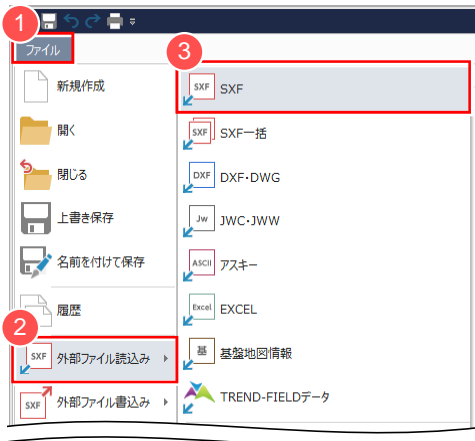 1
ファイル
3
新規作成
開く
閉じる
上書き保存
名前を付けて保存
履歴
2
SXF 外部ファイル読込み
SXF 外部ファイル書込み
SXF SXF
SXF SXF一括
DXF DXF・DWG
Jw JWC・JWW
ASCII アスキー
Excel EXCEL
基 基盤地図情報
TREND-FIELDデータ